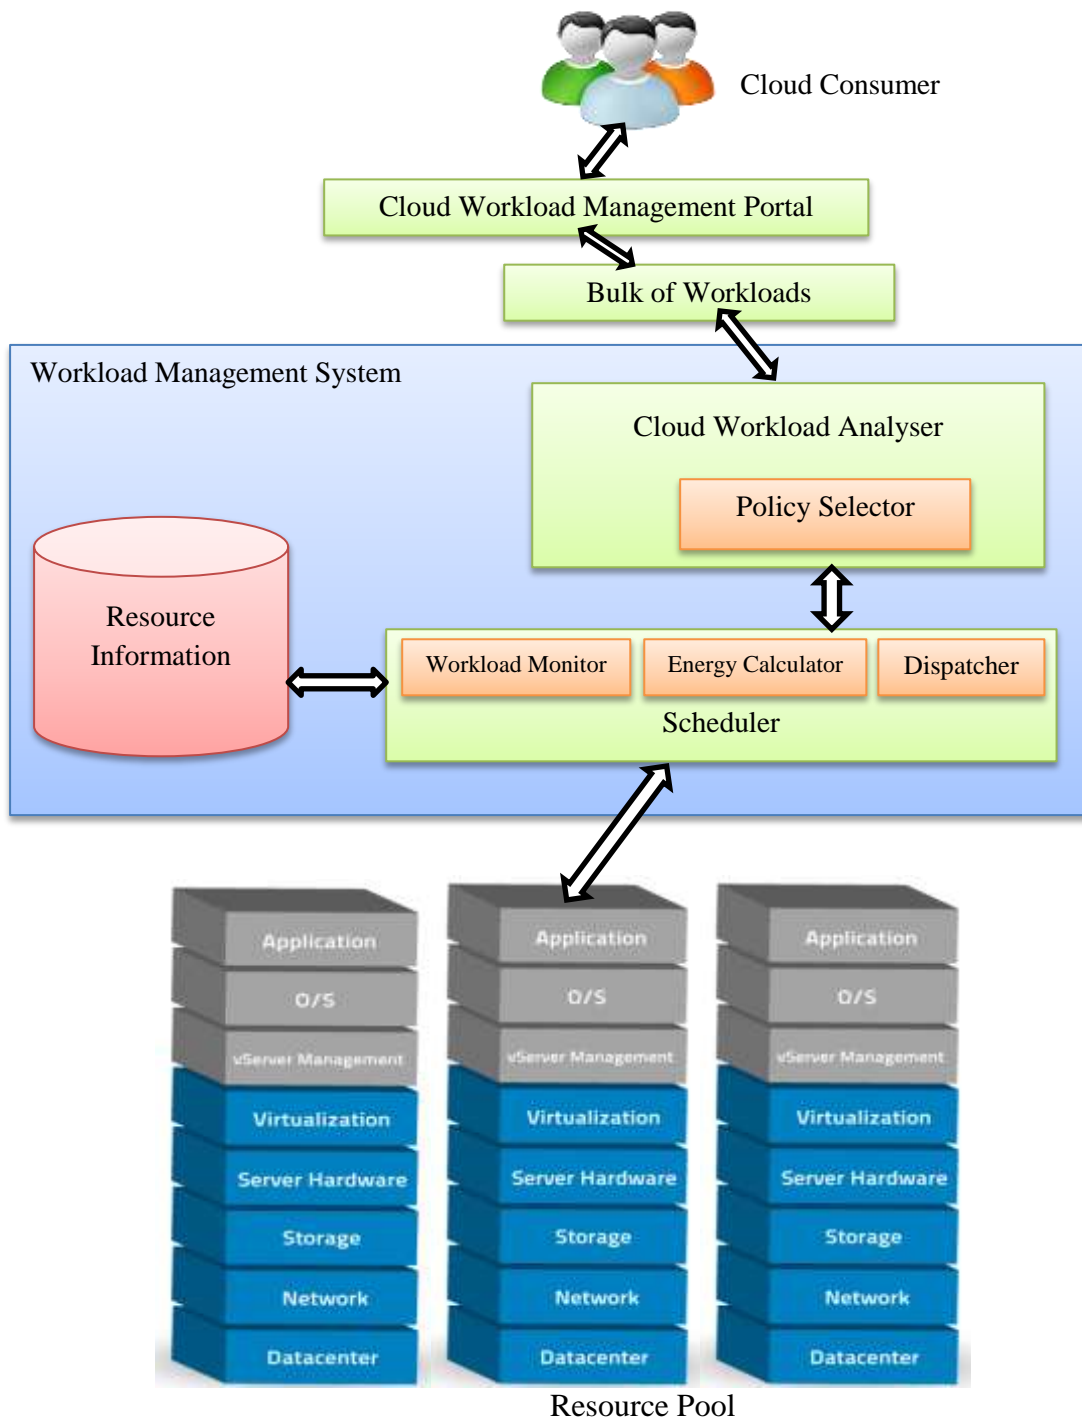 Cloud Consumer
Cloud Workload Management Portal
Bulk of Workloads
Workload Management System
Cloud Workload Analyser
Policy Selector
Resource
Information
Workload Monitor
Energy Calculator
Dispatcher
Scheduler
Application
O/S
vServer Management
Virtualization
Server Hardware
Storage
Network
Datacenter
Application
O/S
vServer Management
Virtualization
Server Hardware
Storage
Network
Datacenter
Application
O/S
vServer Management
Virtualization
Server Hardware
Storage
Network
Datacenter
Resource Pool